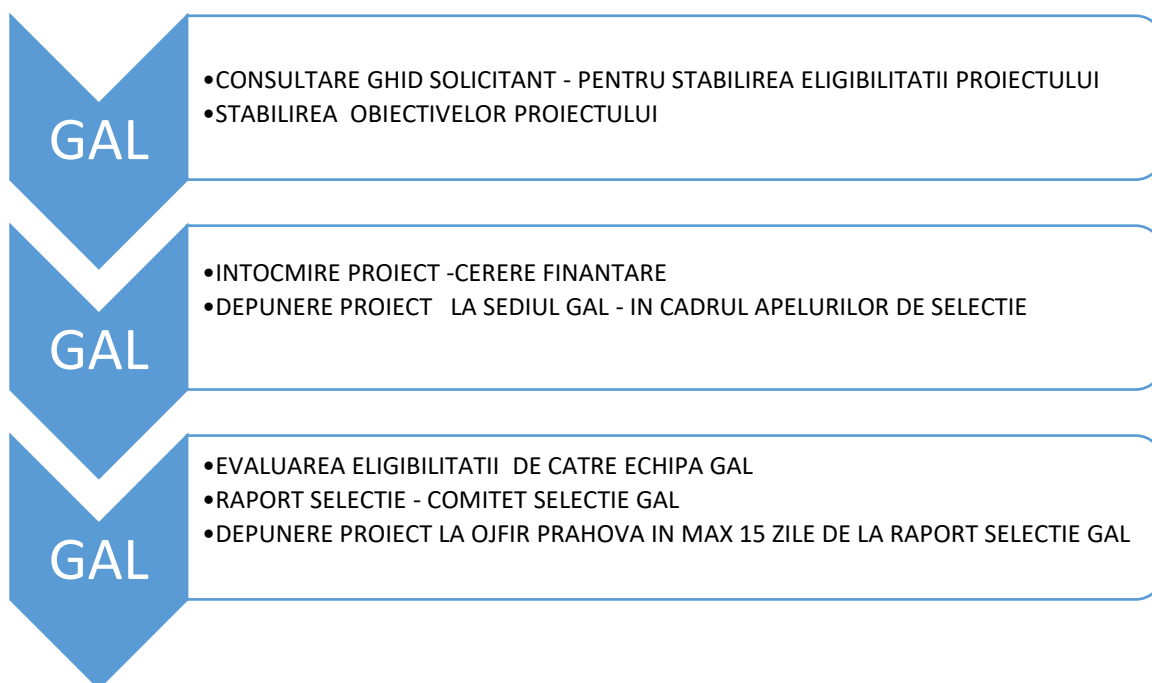 GAL
•CONSULTARE GHID SOLICITANT - PENTRU STABILIREA ELIGIBILITATII PROIECTULUI
•STABILIREA OBIECTIVELOR PROIECTULUI
GAL
•INTOCMIRE PROIECT -CERERE FINANTARE
•DEPUNERE PROIECT LA SEDIUL GAL - IN CADRUL APELURILOR DE SELECTIE
GAL
•EVALUAREA ELIGIBILITATII DE CATRE ECHIPA GAL
•RAPORT SELECTIE - COMITET SELECTIE GAL
•DEPUNERE PROIECT LA OJFIR PRAHOVA IN MAX 15 ZILE DE LA RAPORT SELECTIE GAL